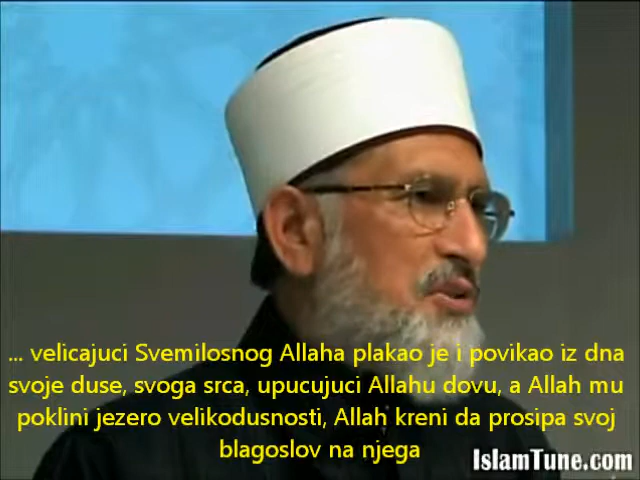 ... velicajuci Svemilosnog Allaha plakao je i povikao iz dna
svoje duse, svoga srca, upucujuci Allahu dovu, a Allah mu
poklini jezero velikodusnosti, Allah kreni da prosipa svoj
blagoslov na njega
IslamTune.com